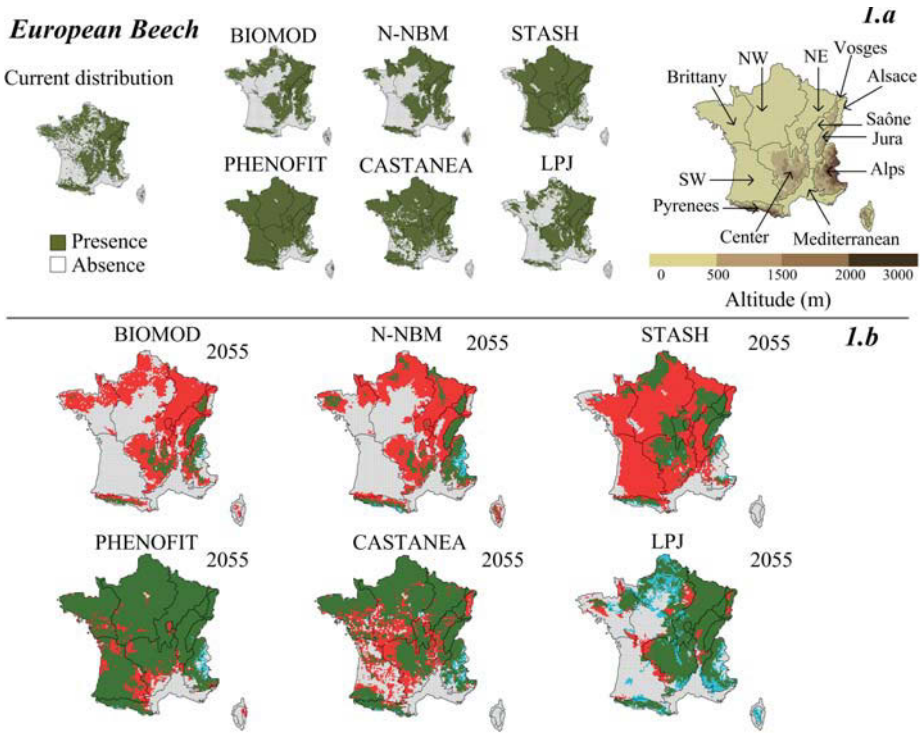 European Beech
1.a
BIOMOD
N-NBM
STASH
Current distribution
PHENOFIT
CASTANEA
LPJ
Presence
Absence
Brittany
NW
NE
Vosges
Alsace
Saône
Jura
Alps
SW
Pyrenees
Center
Mediterranean
0 500 1500 2000 3000
Altitude (m)
1.b
BIOMOD
2055
N-NBM
2055
STASH
2055
PHENOFIT
2055
CASTANEA
2055
LPJ
2055